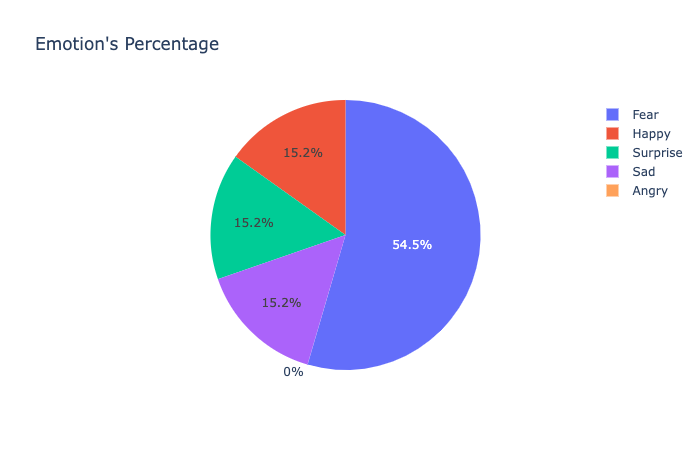 Emotion's Percentage
Fear
Happy
Surprise
Sad
Angry
15.2%
15.2%
54.5%
15.2%
0%